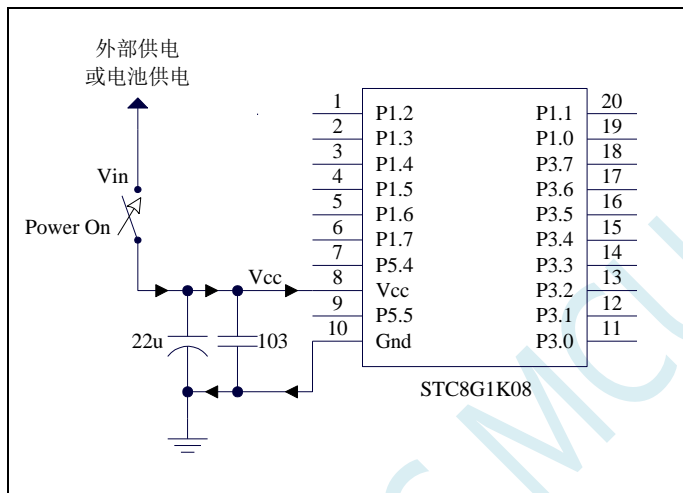 外部供电
或电池供电
Vin
Power On
Vcc
22u
103
1 P1.2 P1.1 20
2 P1.3 P1.0 19
3 P1.4 P3.7 18
4 P1.5 P3.6 17
5 P1.6 P3.5 16
6 P1.7 P3.4 15
7 P5.4 P3.3 14
8 Vcc P3.2 13
9 P5.5 P3.1 12
10 Gnd P3.0 11
STC8G1K08
MCU